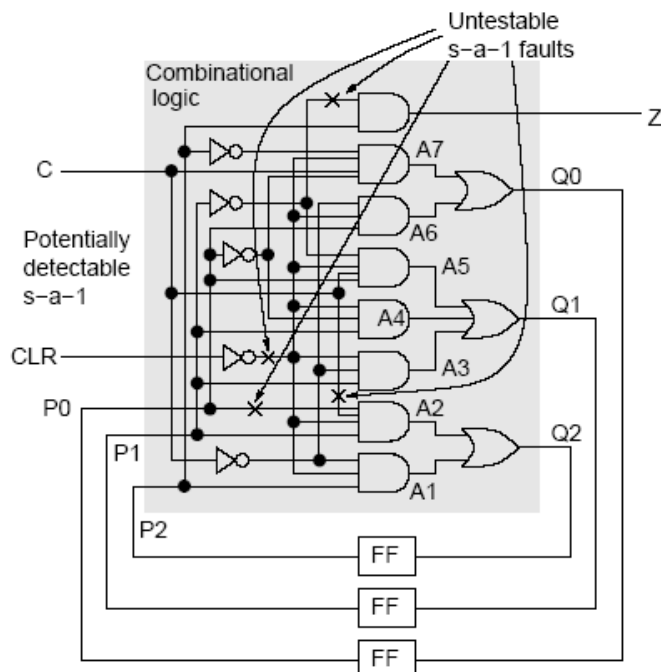 Untestable
s−a−1 faults
Combinational
logic
Z
A7
C
Q0
A6
Potentially
detectable
s−a−1
A5
A4
Q1
CLR
A3
P0
A2
P1
Q2
A1
P2
FF
FF
FF